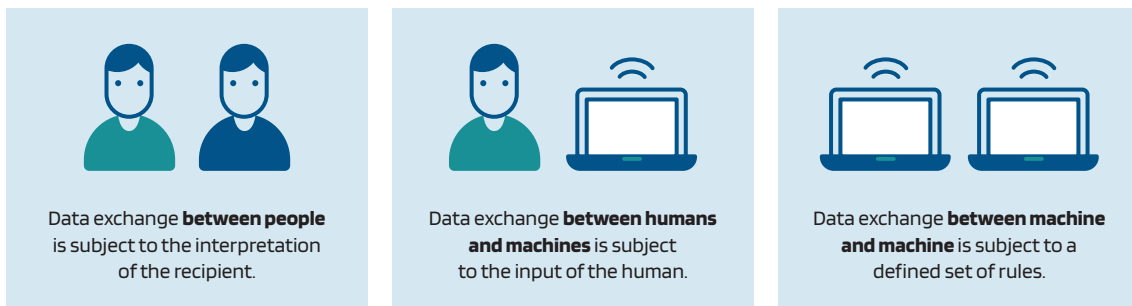 Data exchange between people
is subject to the interpretation
of the recipient.
Data exchange between humans
and machines is subject
to the input of the human.
Data exchange between machine
and machine is subject to a
defined set of rules.